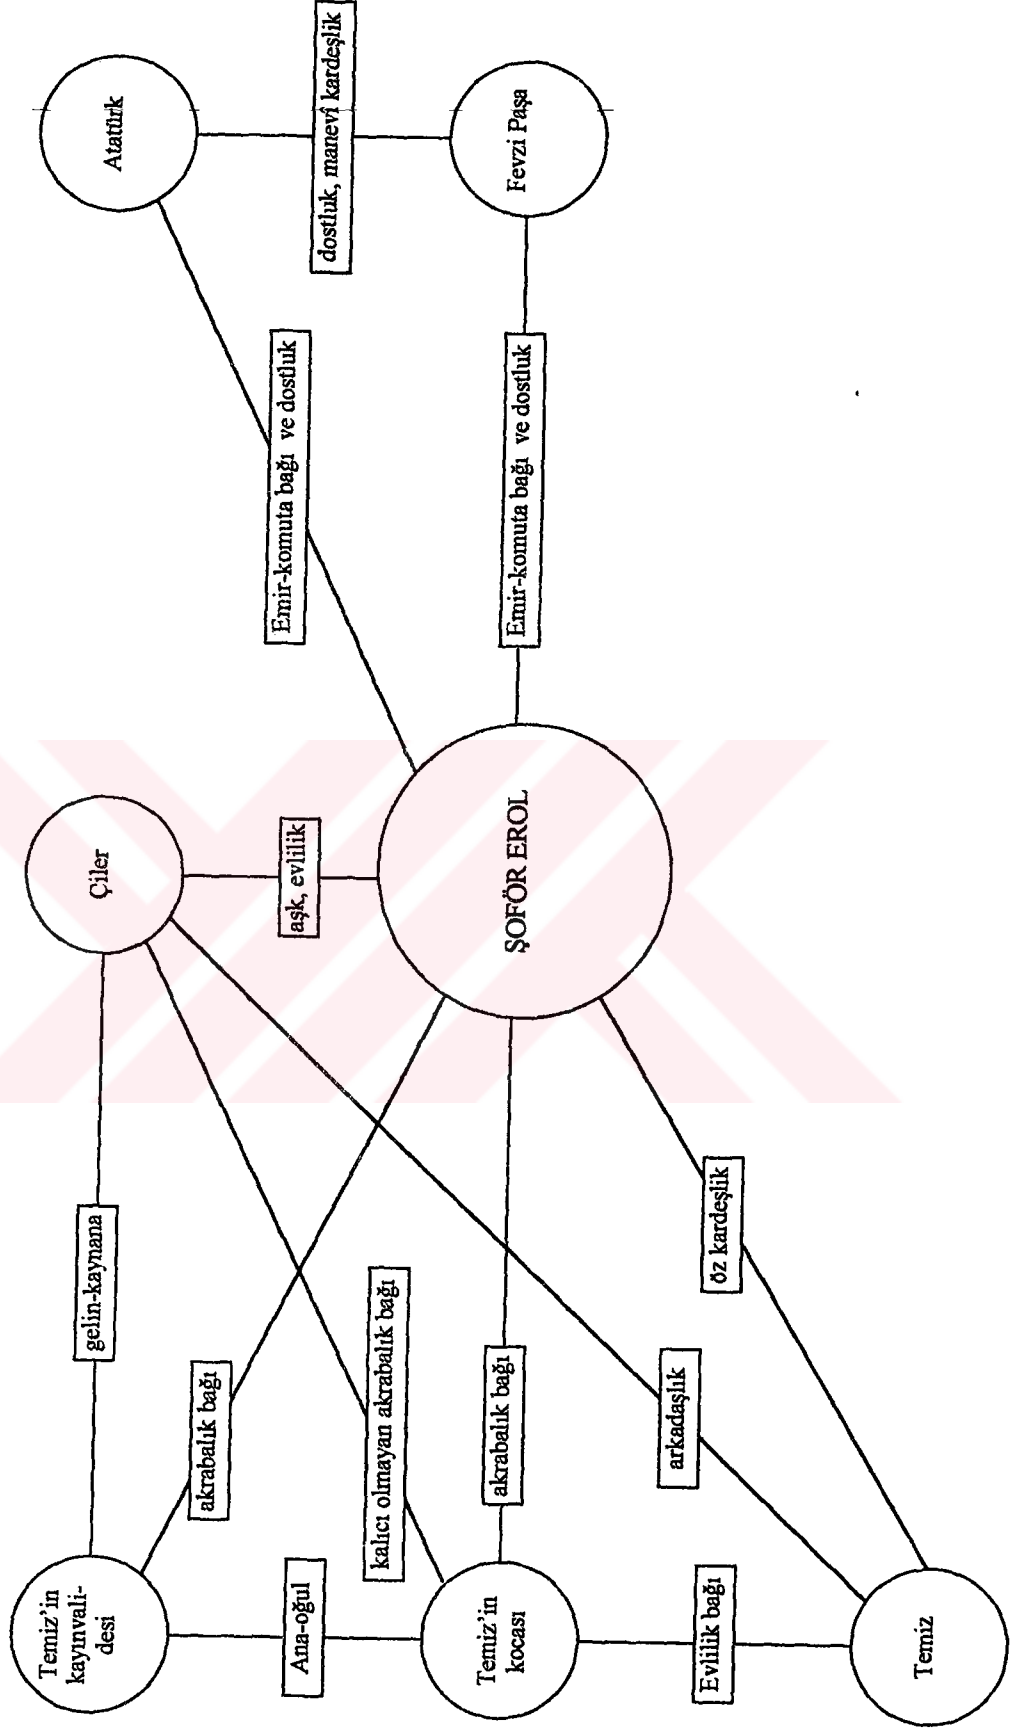 Temiz'in
kayınvali-
desi
gelin-kaynana
Çiler
Atatürk
akrabalık bağı
Ana-oğul
kalıcı olmayan akrabalık bağı
aşk, evlilik
Emir-komuta bağı ve dostluk
dostluk, manevî kardeşlik
Temiz'in
kocası
akrabalık bağı
ŞOFÖR EROL
Emir-komuta bağı ve dostluk
Fevzi Paşa
Evlilik bağı
arkadaşlık
öz kardeşlik
Temiz